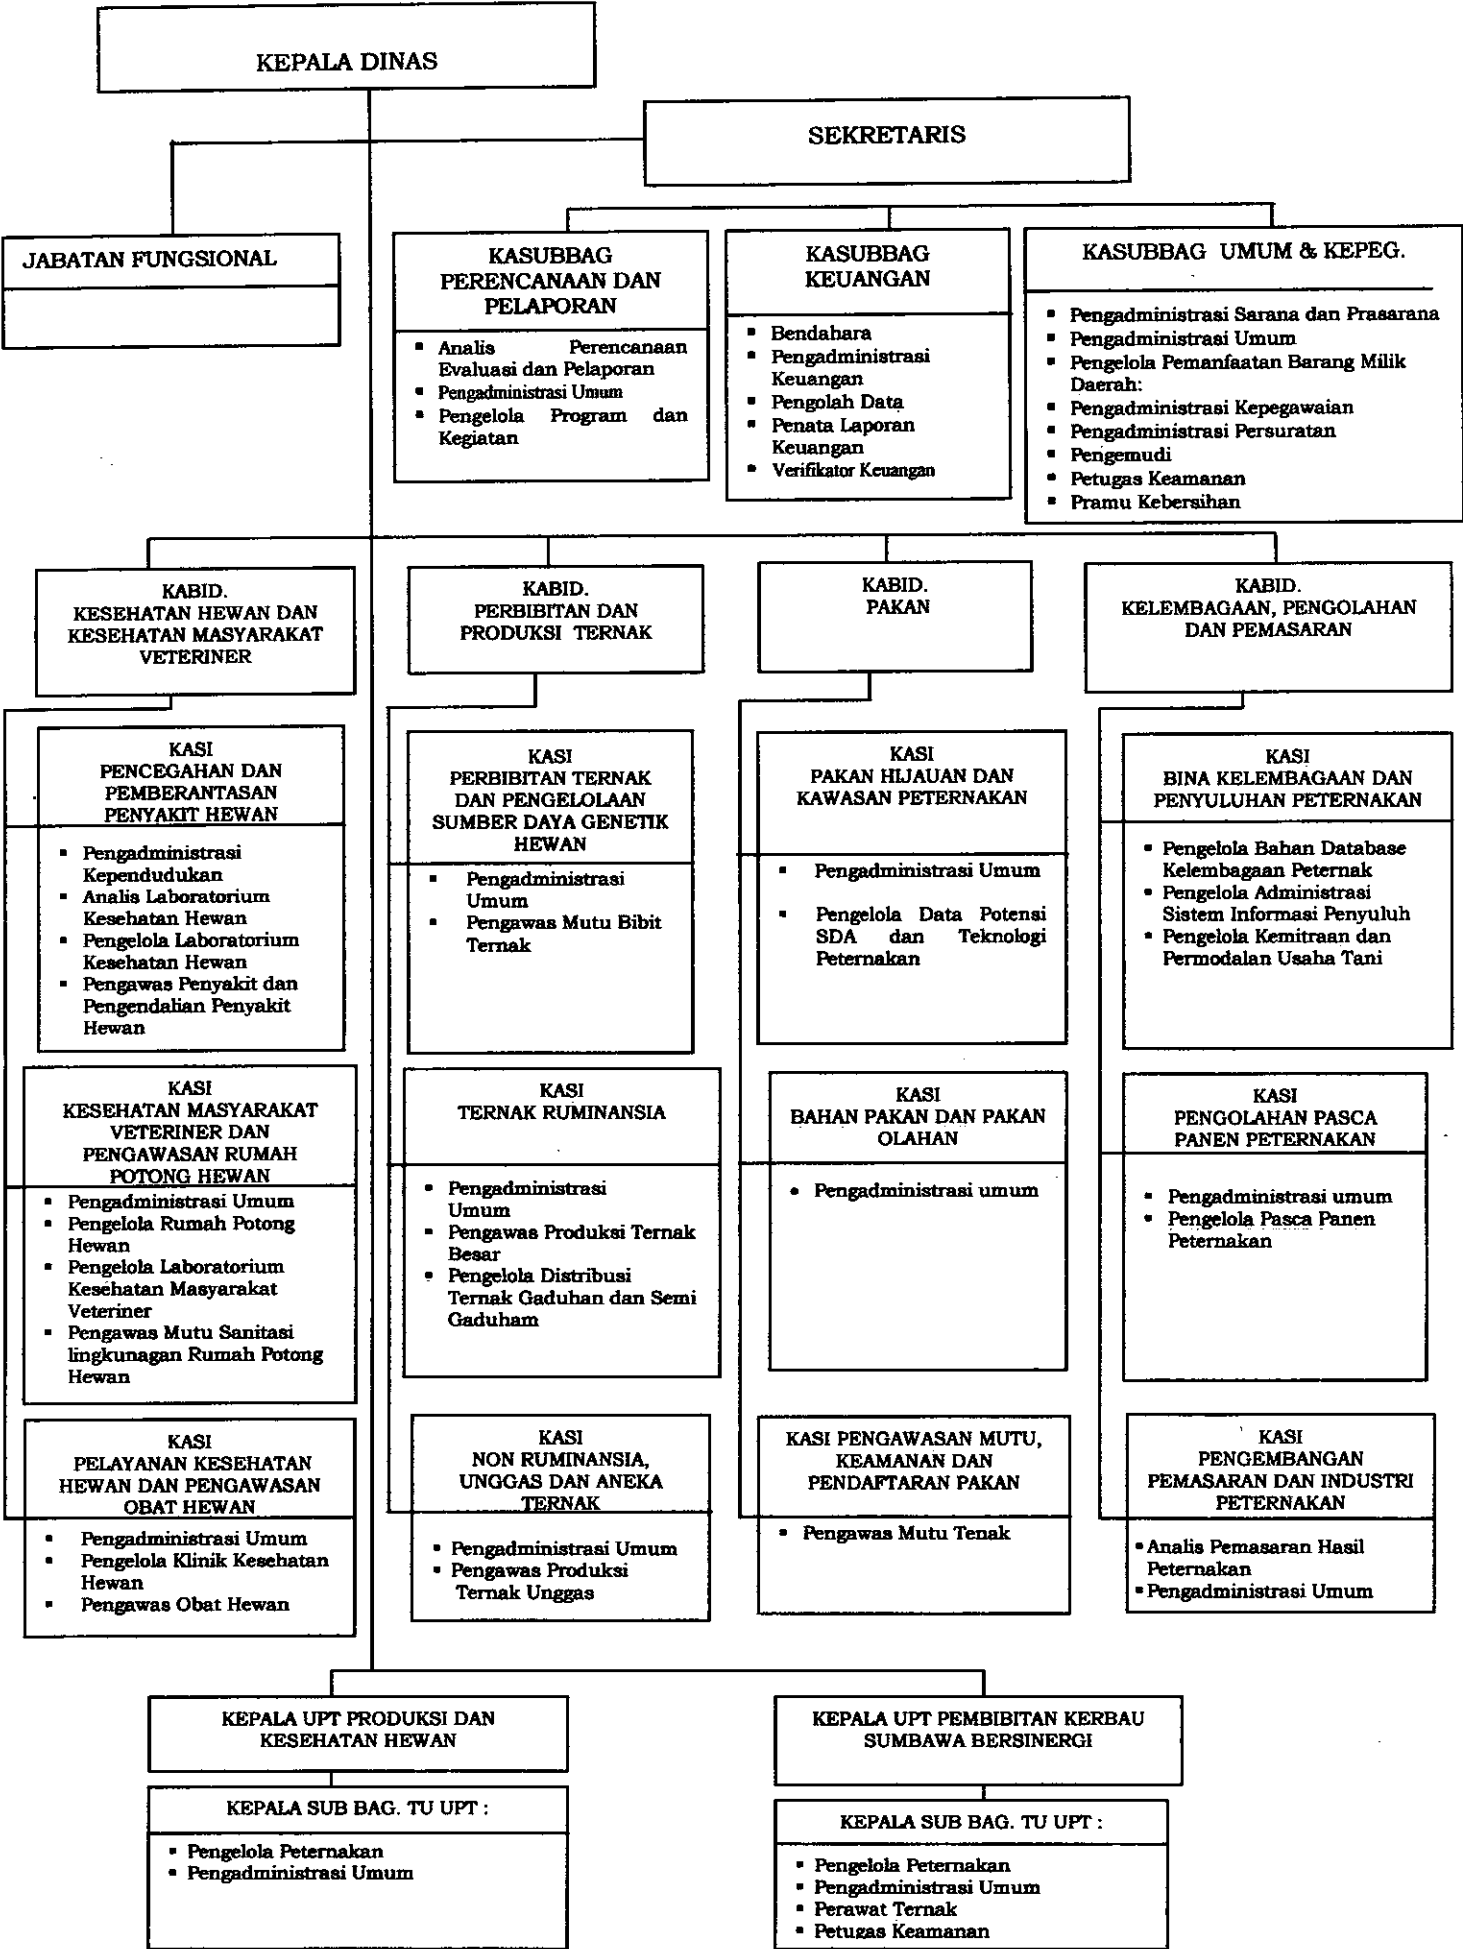 KEPALA DINAS
SEKRETARIS
JABATAN FUNGSIONAL
KASUBBAG
PERENCANAAN DAN
PELAPORAN
▪ Analis Perencanaan
Evaluasi dan Pelaporan
▪ Pengadministrasi Umum
▪ Pengelola Program dan
Kegiatan
KASUBBAG
KEUANGAN
▪ Bendahara
▪ Pengadministrasi
Keuangan
▪ Pengolah Data
▪ Penata Laporan
Keuangan
▪ Verifikator Keuangan
KASUBBAG UMUM & KEPEG.
▪ Pengadministrasi Sarana dan Prasarana
▪ Pengadministrasi Umum
▪ Pengelola Pemanfaatan Barang Milik
Daerah:
▪ Pengadministrasi Kepegawaian
▪ Pengadministrasi Persuratan
▪ Pengemudi
▪ Petugas Keamanan
▪ Pramu Kebersihan
KABID.
KESEHATAN HEWAN DAN
KESEHATAN MASYARAKAT
VETERINER
KABID.
PERBIBITAN DAN
PRODUKSI TERNAK
KABID.
PAKAN
KABID.
KELEMBAGAAN, PENGOLAHAN
DAN PEMASARAN
KASI
PENCEGAHAN DAN
PEMBERANTASAN
PENYAKIT HEWAN
▪ Pengadministrasi
Kependudukan
▪ Analis Laboratorium
Kesehatan Hewan
▪ Pengelola Laboratorium
Kesehatan Hewan
▪ Pengawas Penyakit dan
Pengendalian Penyakit
Hewan
KASI
PERBIBITAN TERNAK
DAN PENGELOLAAN
SUMBER DAYA GENETIK
HEWAN
▪ Pengadministrasi
Umum
▪ Pengawas Mutu Bibit
Ternak
KASI
PAKAN HIJAUAN DAN
KAWASAN PETERNAKAN
▪ Pengadministrasi Umum
▪ Pengelola Data Potensi
SDA dan Teknologi
Peternakan
KASI
BINA KELEMBAGAAN DAN
PENYULUHAN PETERNAKAN
▪ Pengelola Bahan Database
Kelembagaan Peternak
▪ Pengelola Administrasi
Sistem Informasi Penyuluh
▪ Pengelola Kemitraan dan
Permodalan Usaha Tani
KASI
KESEHATAN MASYARAKAT
VETERINER DAN
PENGAWASAN RUMAH
POTONG HEWAN
▪ Pengadministrasi Umum
▪ Pengelola Rumah Potong
Hewan
▪ Pengelola Laboratorium
Kesehatan Masyarakat
Veteriner
▪ Pengawas Mutu Sanitasi
lingkunagan Rumah Potong
Hewan
KASI
TERNAK RUMINANSIA
▪ Pengadministrasi
Umum
▪ Pengawas Produksi Ternak
Besar
▪ Pengelola Distribusi
Ternak Gaduhan dan Semi
Gaduham
KASI
BAHAN PAKAN DAN PAKAN
OLAHAN
• Pengadministrasi umum
KASI
PENGOLAHAN PASCA
PANEN PETERNAKAN
▪ Pengadministrasi umum
▪ Pengelola Pasca Panen
Peternakan
KASI
PELAYANAN KESEHATAN
HEWAN DAN PENGAWASAN
OBAT HEWAN
▪ Pengadministrasi Umum
▪ Pengelola Klinik Kesehatan
Hewan
▪ Pengawas Obat Hewan
KASI
NON RUMINANSIA,
UNGGAS DAN ANEKA
TERNAK
▪ Pengadministrasi Umum
▪ Pengawas Produksi
Ternak Unggas
KASI PENGAWASAN MUTU,
KEAMANAN DAN
PENDAFTARAN PAKAN
▪ Pengawas Mutu Tenak
KASI
PENGEMBANGAN
PEMASARAN DAN INDUSTRI
PETERNAKAN
▪ Analis Pemasaran Hasil
Peternakan
▪ Pengadministrasi Umum
KEPALA UPT PRODUKSI DAN
KESEHATAN HEWAN
KEPALA SUB BAG. TU UPT :
▪ Pengelola Peternakan
▪ Pengadministrasi Umum
KEPALA UPT PEMBIBITAN KERBAU
SUMBAWA BERSINERGI
KEPALA SUB BAG. TU UPT :
▪ Pengelola Peternakan
▪ Pengadministrasi Umum
▪ Perawat Ternak
▪ Petugas Keamanan